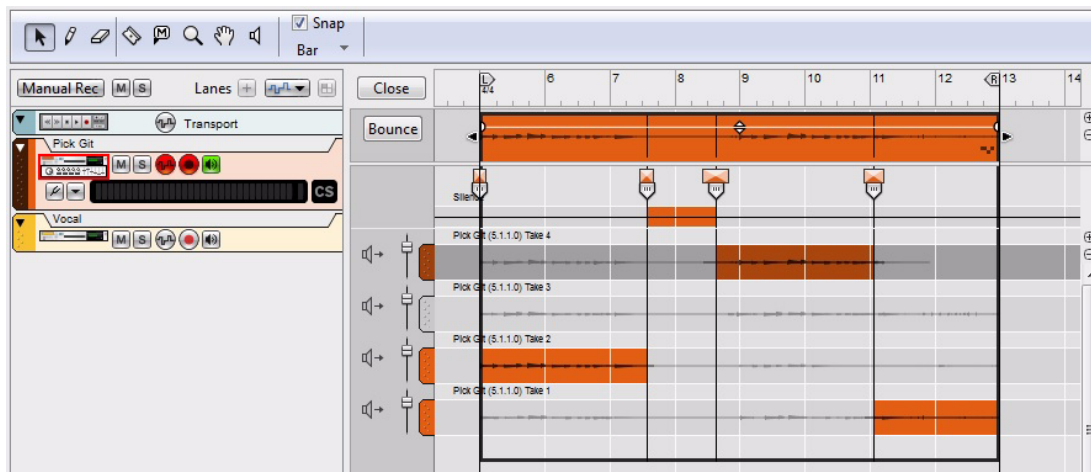 Snap
Bar
Manual Rec M S Lanes Close
L 6 7 8 9 10 11 12 R 13 14
4/4
Transport
Bounce
Pick Git
M S
CS
Vocal
M S
Pick Git (5.1.1.0) Take 4
Pick Git (5.1.1.0) Take 3
Pick Git (5.1.1.0) Take 2
Pick Git (5.1.1.0) Take 1